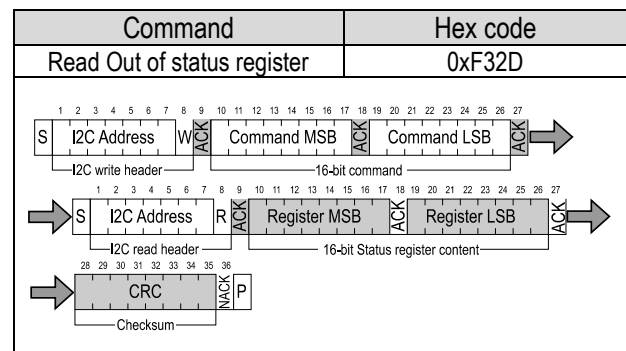 Command Hex code
Read Out of status register 0xF32D
1 2 3 4 5 6 7 8 9 10 11 12 13 14 15 16 17 18 19 20 21 22 23 24 25 26 27
S I2C Address W ACK Command MSB ACK Command LSB ACK
I2C write header 16-bit command
1 2 3 4 5 6 7 8 9 10 11 12 13 14 15 16 17 18 19 20 21 22 23 24 25 26 27
S I2C Address R ACK Register MSB ACK Register LSB ACK
I2C read header 16-bit Status register content
28 29 30 31 32 33 34 35 36
CRC NACK P
Checksum